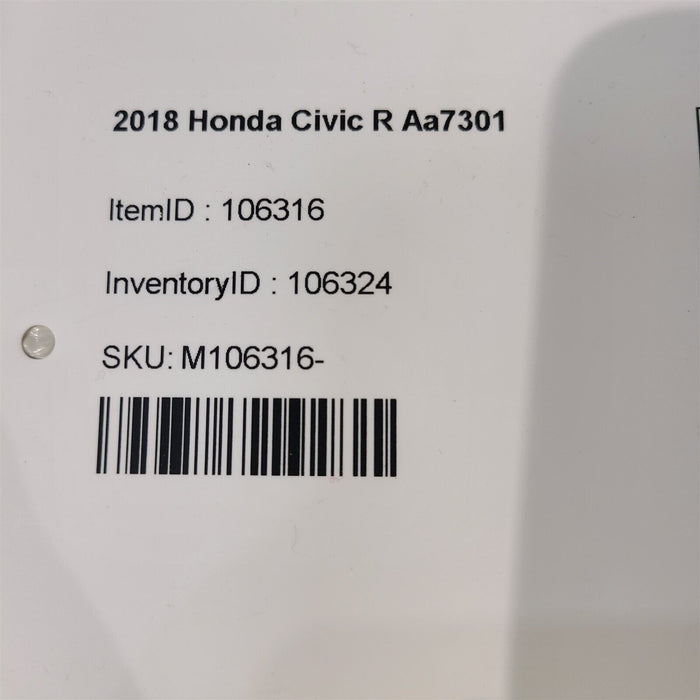 2018 Honda Civic R Aa7301
ItemID : 106316
InventoryID : 106324
SKU: M106316-